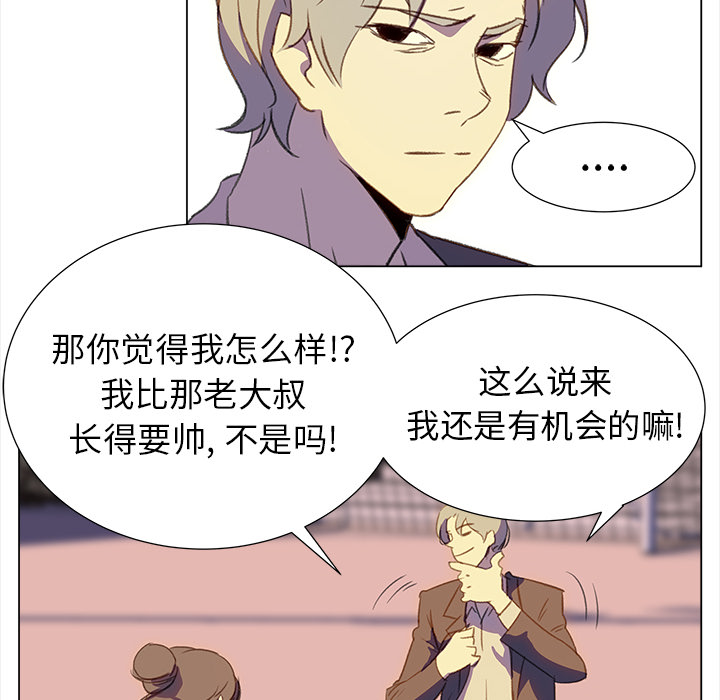 ....
那你觉得我怎么样!?
我比那老大叔
长得要帅, 不是吗!
这么说来
我还是有机会的嘛!